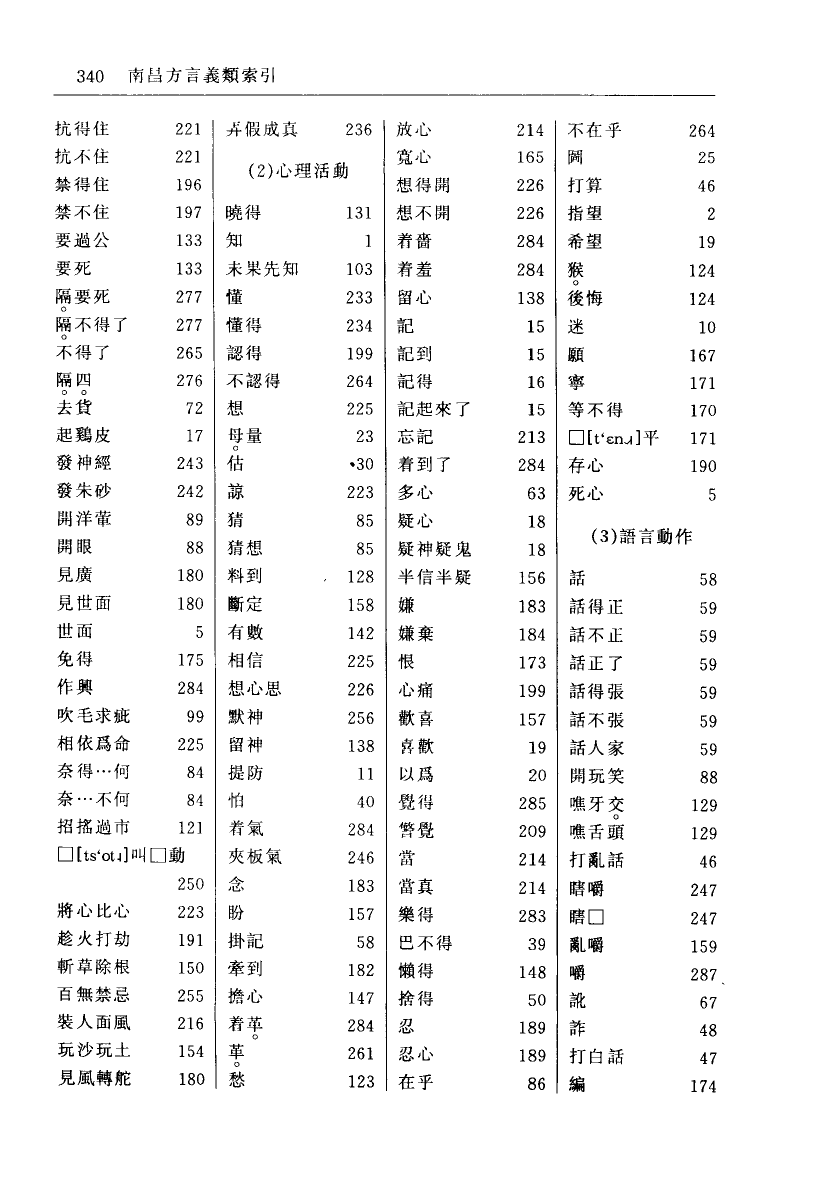 340 南昌方言義類索引
抗得住 221
抗不住 221
禁得住 196
禁不住 197
要過公 133
要死 133
隔要死 277
隔不得了 277
不得了 265
隔四 276
去貨 72
起鷄皮 17
發神經 243
發朱砂 242
開洋葷 89
開眼 88
見廣 180
見世面 180
世面 5
免得 175
作興 284
吹毛求疵 99
相依爲命 225
奈得…何 84
奈…不何 84
招搖過市 121
□[ts‘ot˩]叫□動
250
將心比心 223
趁火打劫 191
斬草除根 150
百無禁忌 255
裝人面風 216
玩沙玩土 154
見風轉舵 180
弄假成真 236
(2)心理活動
曉得 131
知 1
未果先知 103
懂 233
懂得 234
認得 199
不認得 264
想 225
母量 23
估 30
諒 223
猜 85
猜想 85
料到 128
斷定 158
有數 142
相信 225
想心思 226
默神 256
留神 138
提防 11
怕 40
着氣 284
夾板氣 246
念 183
盼 157
掛記 58
牽到 182
擔心 147
着革 284
革 261
愁 123
放心 214
寬心 165
想得開 226
想不開 226
着嗇 284
着羞 284
留心 138
記 15
記到 15
記得 16
記起來了 15
忘記 213
着到了 284
多心 63
疑心 18
疑神疑鬼 18
半信半疑 156
嫌 183
嫌棄 184
恨 173
心痛 199
歡喜 157
喜歡 19
以爲 20
覺得 285
警覺 209
當 214
當真 214
樂得 283
巴不得 39
懶得 148
捨得 50
忍 189
忍心 189
在乎 86
不在乎 264
岡 25
打算 46
指望 2
希望 19
猴 124
後悔 124
迷 10
願 167
寧 171
等不得 170
□[t‘ɛn˩]平 171
存心 190
死心 5
(3)語言動作
話 58
話得正 59
話不正 59
話正了 59
話得張 59
話不張 59
話人家 59
開玩笑 88
噍牙交 129
噍舌頭 129
打亂話 46
瞎嚼 247
瞎□ 247
亂嚼 159
嚼 287
訛 67
詐 48
打白話 47
編 174